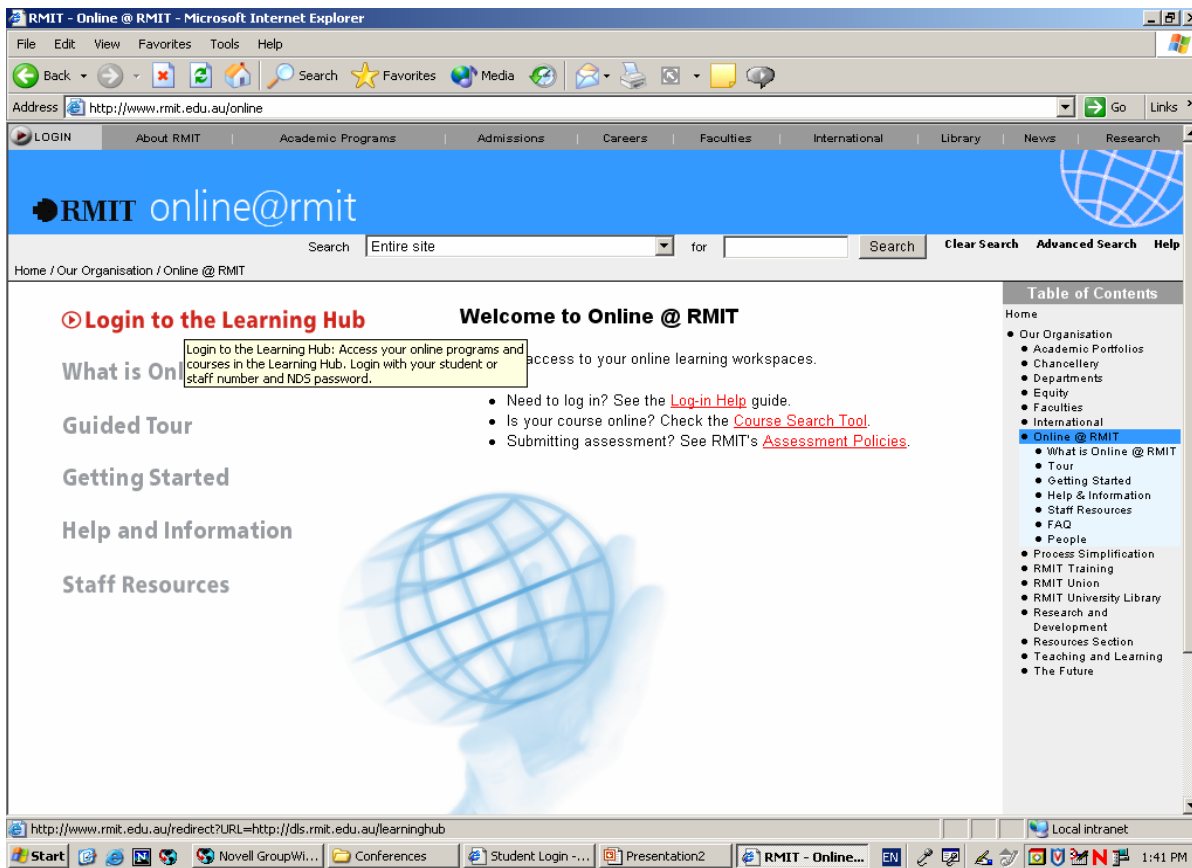 RMIT - Online @ RMIT - Microsoft Internet Explorer
File Edit View Favorites Tools Help
Back Search Favorites Media
Address http://www.rmit.edu.au/online Go Links
LOGIN About RMIT | Academic Programs | Admissions | Careers | Faculties | International | Library | News | Research
RMIT online@rmit
Search Entire site for Search Clear Search Advanced Search Help
Home / Our Organisation / Online @ RMIT
Login to the Learning Hub
Login to the Learning Hub: Access your online programs and
courses in the Learning Hub. Login with your student or
staff number and NDS password.
What is Onl
Guided Tour
Getting Started
Help and Information
Staff Resources
Welcome to Online @ RMIT
access to your online learning workspaces.
• Need to log in? See the Log-in Help guide.
• Is your course online? Check the Course Search Tool.
• Submitting assessment? See RMIT's Assessment Policies.
Table of Contents
Home
• Our Organisation
• Academic Portfolios
• Chancellery
• Departments
• Equity
• Faculties
• International
• Online @ RMIT
• What is Online @ RMIT
• Tour
• Getting Started
• Help & Information
• Staff Resources
• FAQ
• People
• Process Simplification
• RMIT Training
• RMIT Union
• RMIT University Library
• Research and
Development
• Resources Section
• Teaching and Learning
• The Future
http://www.rmit.edu.au/redirect?URL=http://dls.rmit.edu.au/learninghub Local intranet
Start Novell GroupWi... Conferences Student Login -... Presentation2 RMIT - Online... EN 1:41 PM